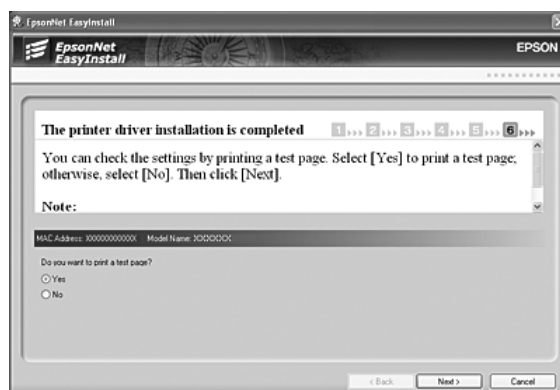 EpsonNet EasyInstall
EpsonNet
EasyInstall
EPSON
The printer driver installation is completed
1 2 3 4 5 6
You can check the settings by printing a test page. Select [Yes] to print a test page;
otherwise, select [No]. Then click [Next].
Note:
MAC Address: XXXXXXXXXXXX Model Name: XXXXXXX
Do you want to print a test page?
Yes
No
< Back Next > Cancel